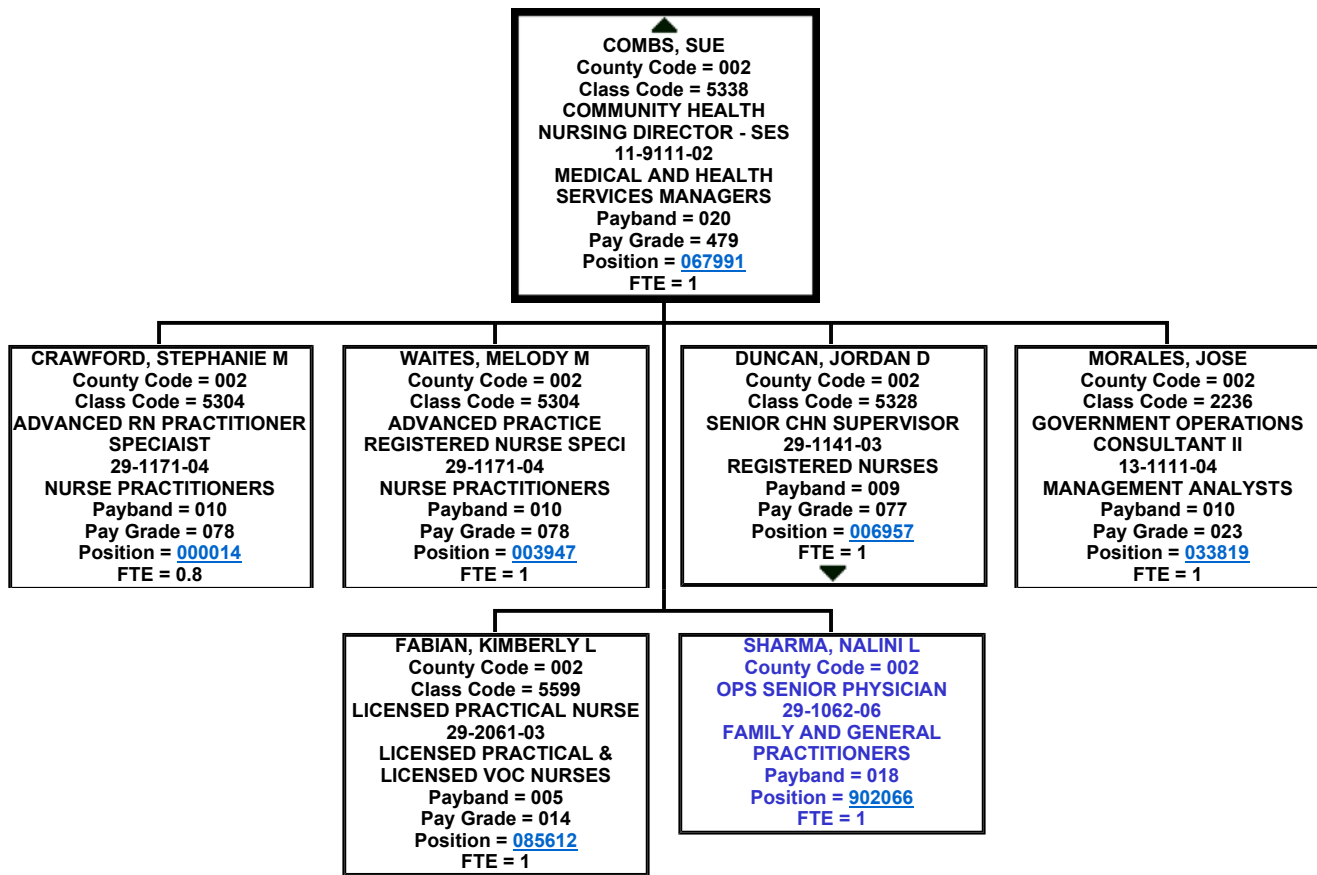 COMBS, SUE
County Code = 002
Class Code = 5338
COMMUNITY HEALTH
NURSING DIRECTOR - SES
11-9111-02
MEDICAL AND HEALTH
SERVICES MANAGERS
Payband = 020
Pay Grade = 479
Position = 067991
FTE = 1
CRAWFORD, STEPHANIE M
County Code = 002
Class Code = 5304
ADVANCED RN PRACTITIONER
SPECIAIST
29-1171-04
NURSE PRACTITIONERS
Payband = 010
Pay Grade = 078
Position = 000014
FTE = 0.8
WAITES, MELODY M
County Code = 002
Class Code = 5304
ADVANCED PRACTICE
REGISTERED NURSE SPECI
29-1171-04
NURSE PRACTITIONERS
Payband = 010
Pay Grade = 078
Position = 003947
FTE = 1
DUNCAN, JORDAN D
County Code = 002
Class Code = 5328
SENIOR CHN SUPERVISOR
29-1141-03
REGISTERED NURSES
Payband = 009
Pay Grade = 077
Position = 006957
FTE = 1
MORALES, JOSE
County Code = 002
Class Code = 2236
GOVERNMENT OPERATIONS
CONSULTANT II
13-1111-04
MANAGEMENT ANALYSTS
Payband = 010
Pay Grade = 023
Position = 033819
FTE = 1
FABIAN, KIMBERLY L
County Code = 002
Class Code = 5599
LICENSED PRACTICAL NURSE
29-2061-03
LICENSED PRACTICAL &
LICENSED VOC NURSES
Payband = 005
Pay Grade = 014
Position = 085612
FTE = 1
SHARMA, NALINI L
County Code = 002
OPS SENIOR PHYSICIAN
29-1062-06
FAMILY AND GENERAL
PRACTITIONERS
Payband = 018
Position = 902066
FTE = 1